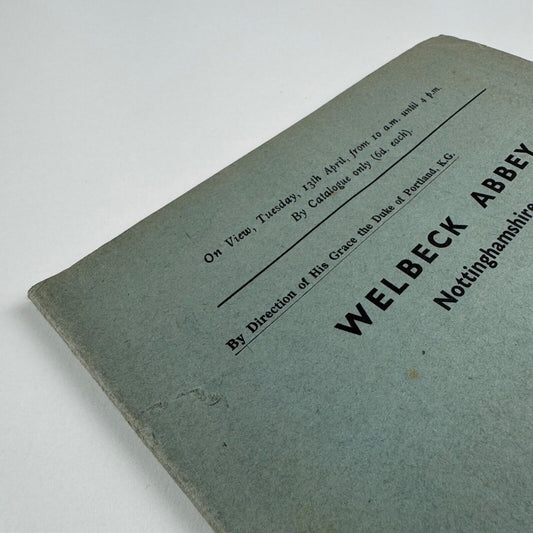 On View, Tuesday, 13th April, from 10 a.m. until 4 p.m.
By Catalogue only (6d. each).
By Direction of His Grace the Duke of Portland, K.G.
WELBECK ABBEY
Nottinghamshire